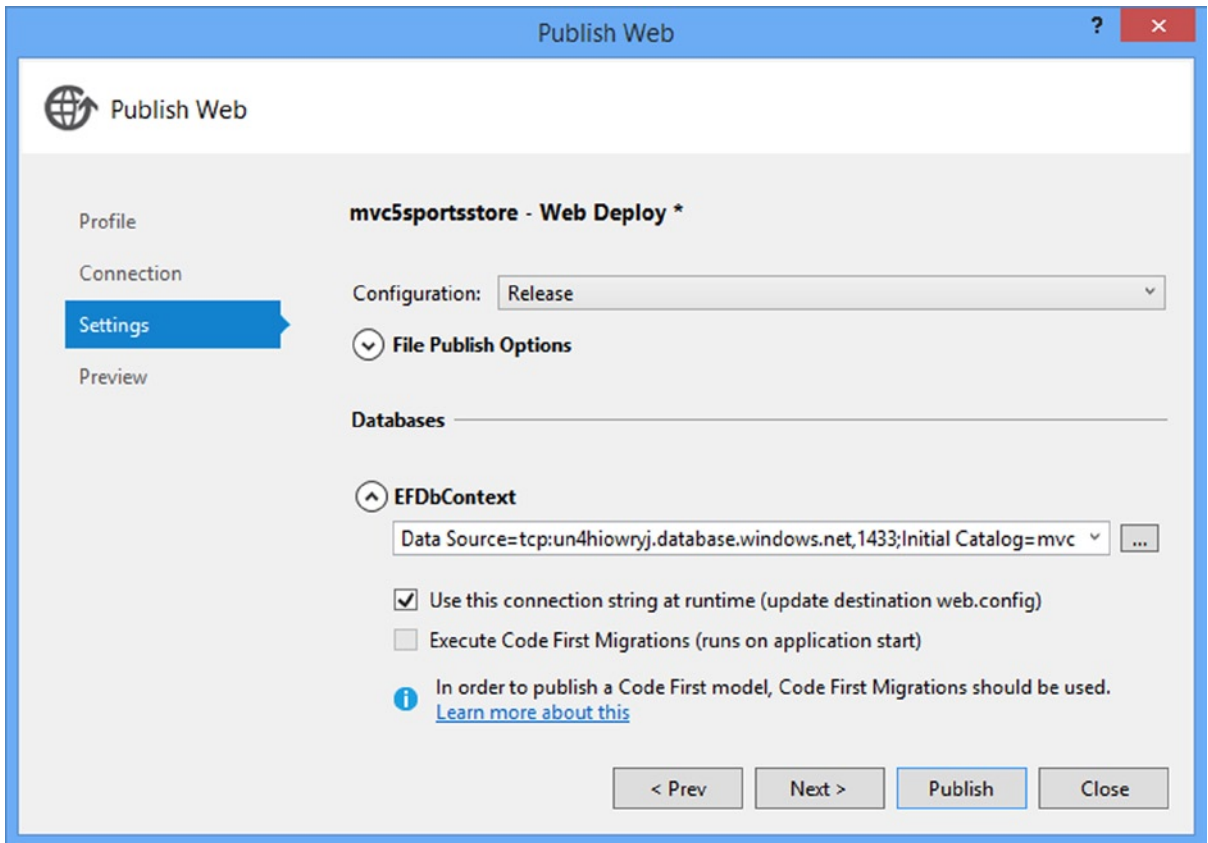 Publish Web
?
Publish Web
Profile
Connection
Settings
Preview
mvc5sportsstore - Web Deploy *
Configuration: Release
File Publish Options
Databases
EFDbContext
Data Source=tcp:un4hiowryj.database.windows.net,1433;Initial Catalog=mvc
...
Use this connection string at runtime (update destination web.config)
Execute Code First Migrations (runs on application start)
In order to publish a Code First model, Code First Migrations should be used.
Learn more about this
< Prev Next > Publish Close